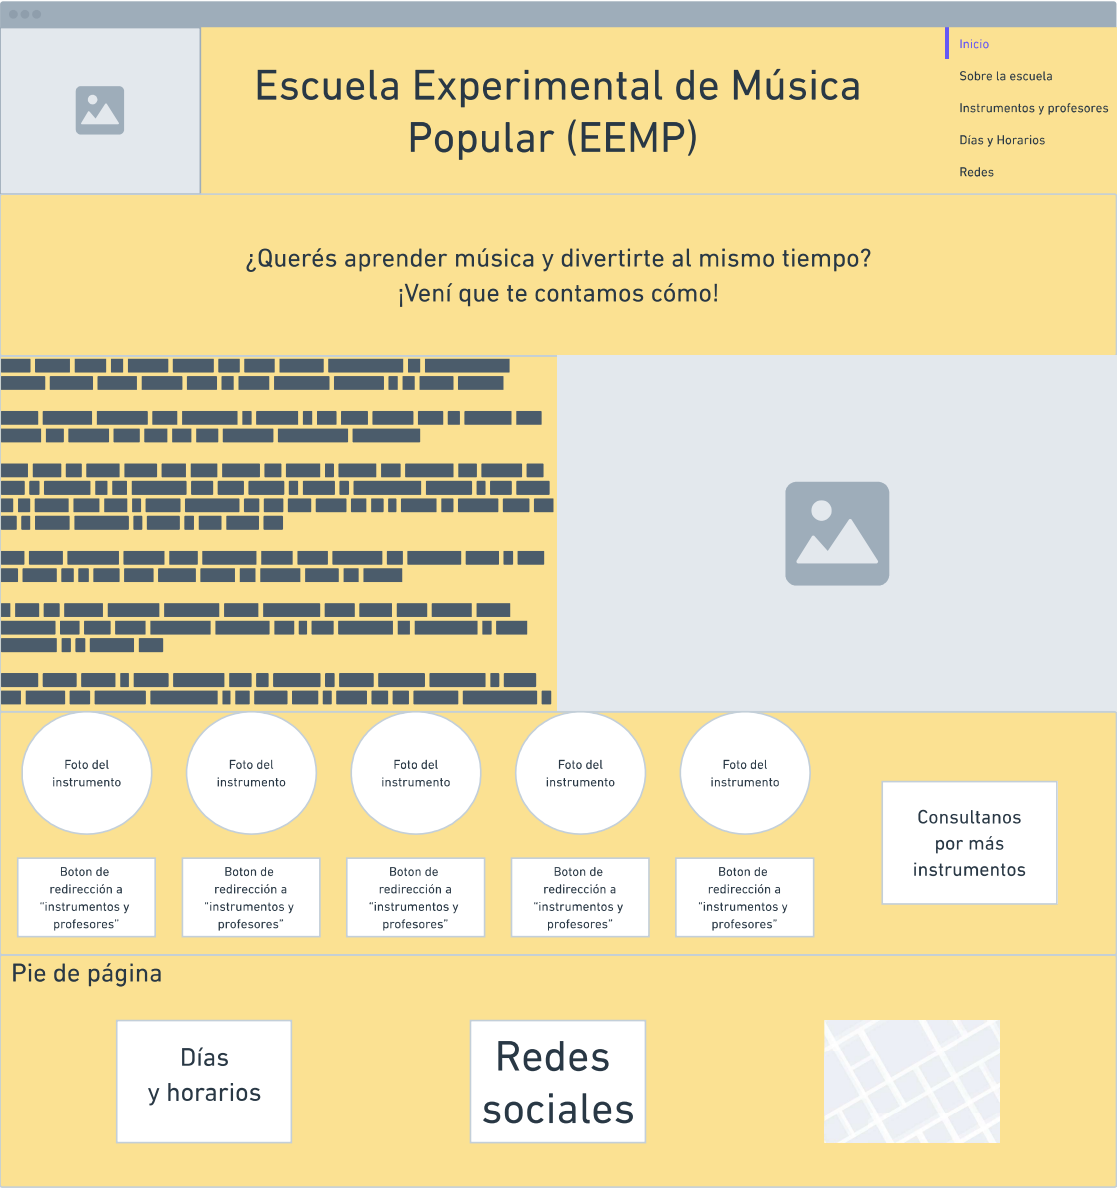 Escuela Experimental de Música
Popular (EEMP)
Inicio
Sobre la escuela
Instrumentos y profesores
Días y Horarios
Redes
¿Querés aprender música y divertirte al mismo tiempo?
¡Vení que te contamos cómo!
Foto del
instrumento
Foto del
instrumento
Foto del
instrumento
Foto del
instrumento
Foto del
instrumento
Boton de
redirección a
“instrumentos y
profesores”
Boton de
redirección a
“instrumentos y
profesores”
Boton de
redirección a
“instrumentos y
profesores”
Boton de
redirección a
“instrumentos y
profesores”
Boton de
redirección a
“instrumentos y
profesores”
Consultanos
por más
instrumentos
Pie de página
Días
y horarios
Redes
sociales